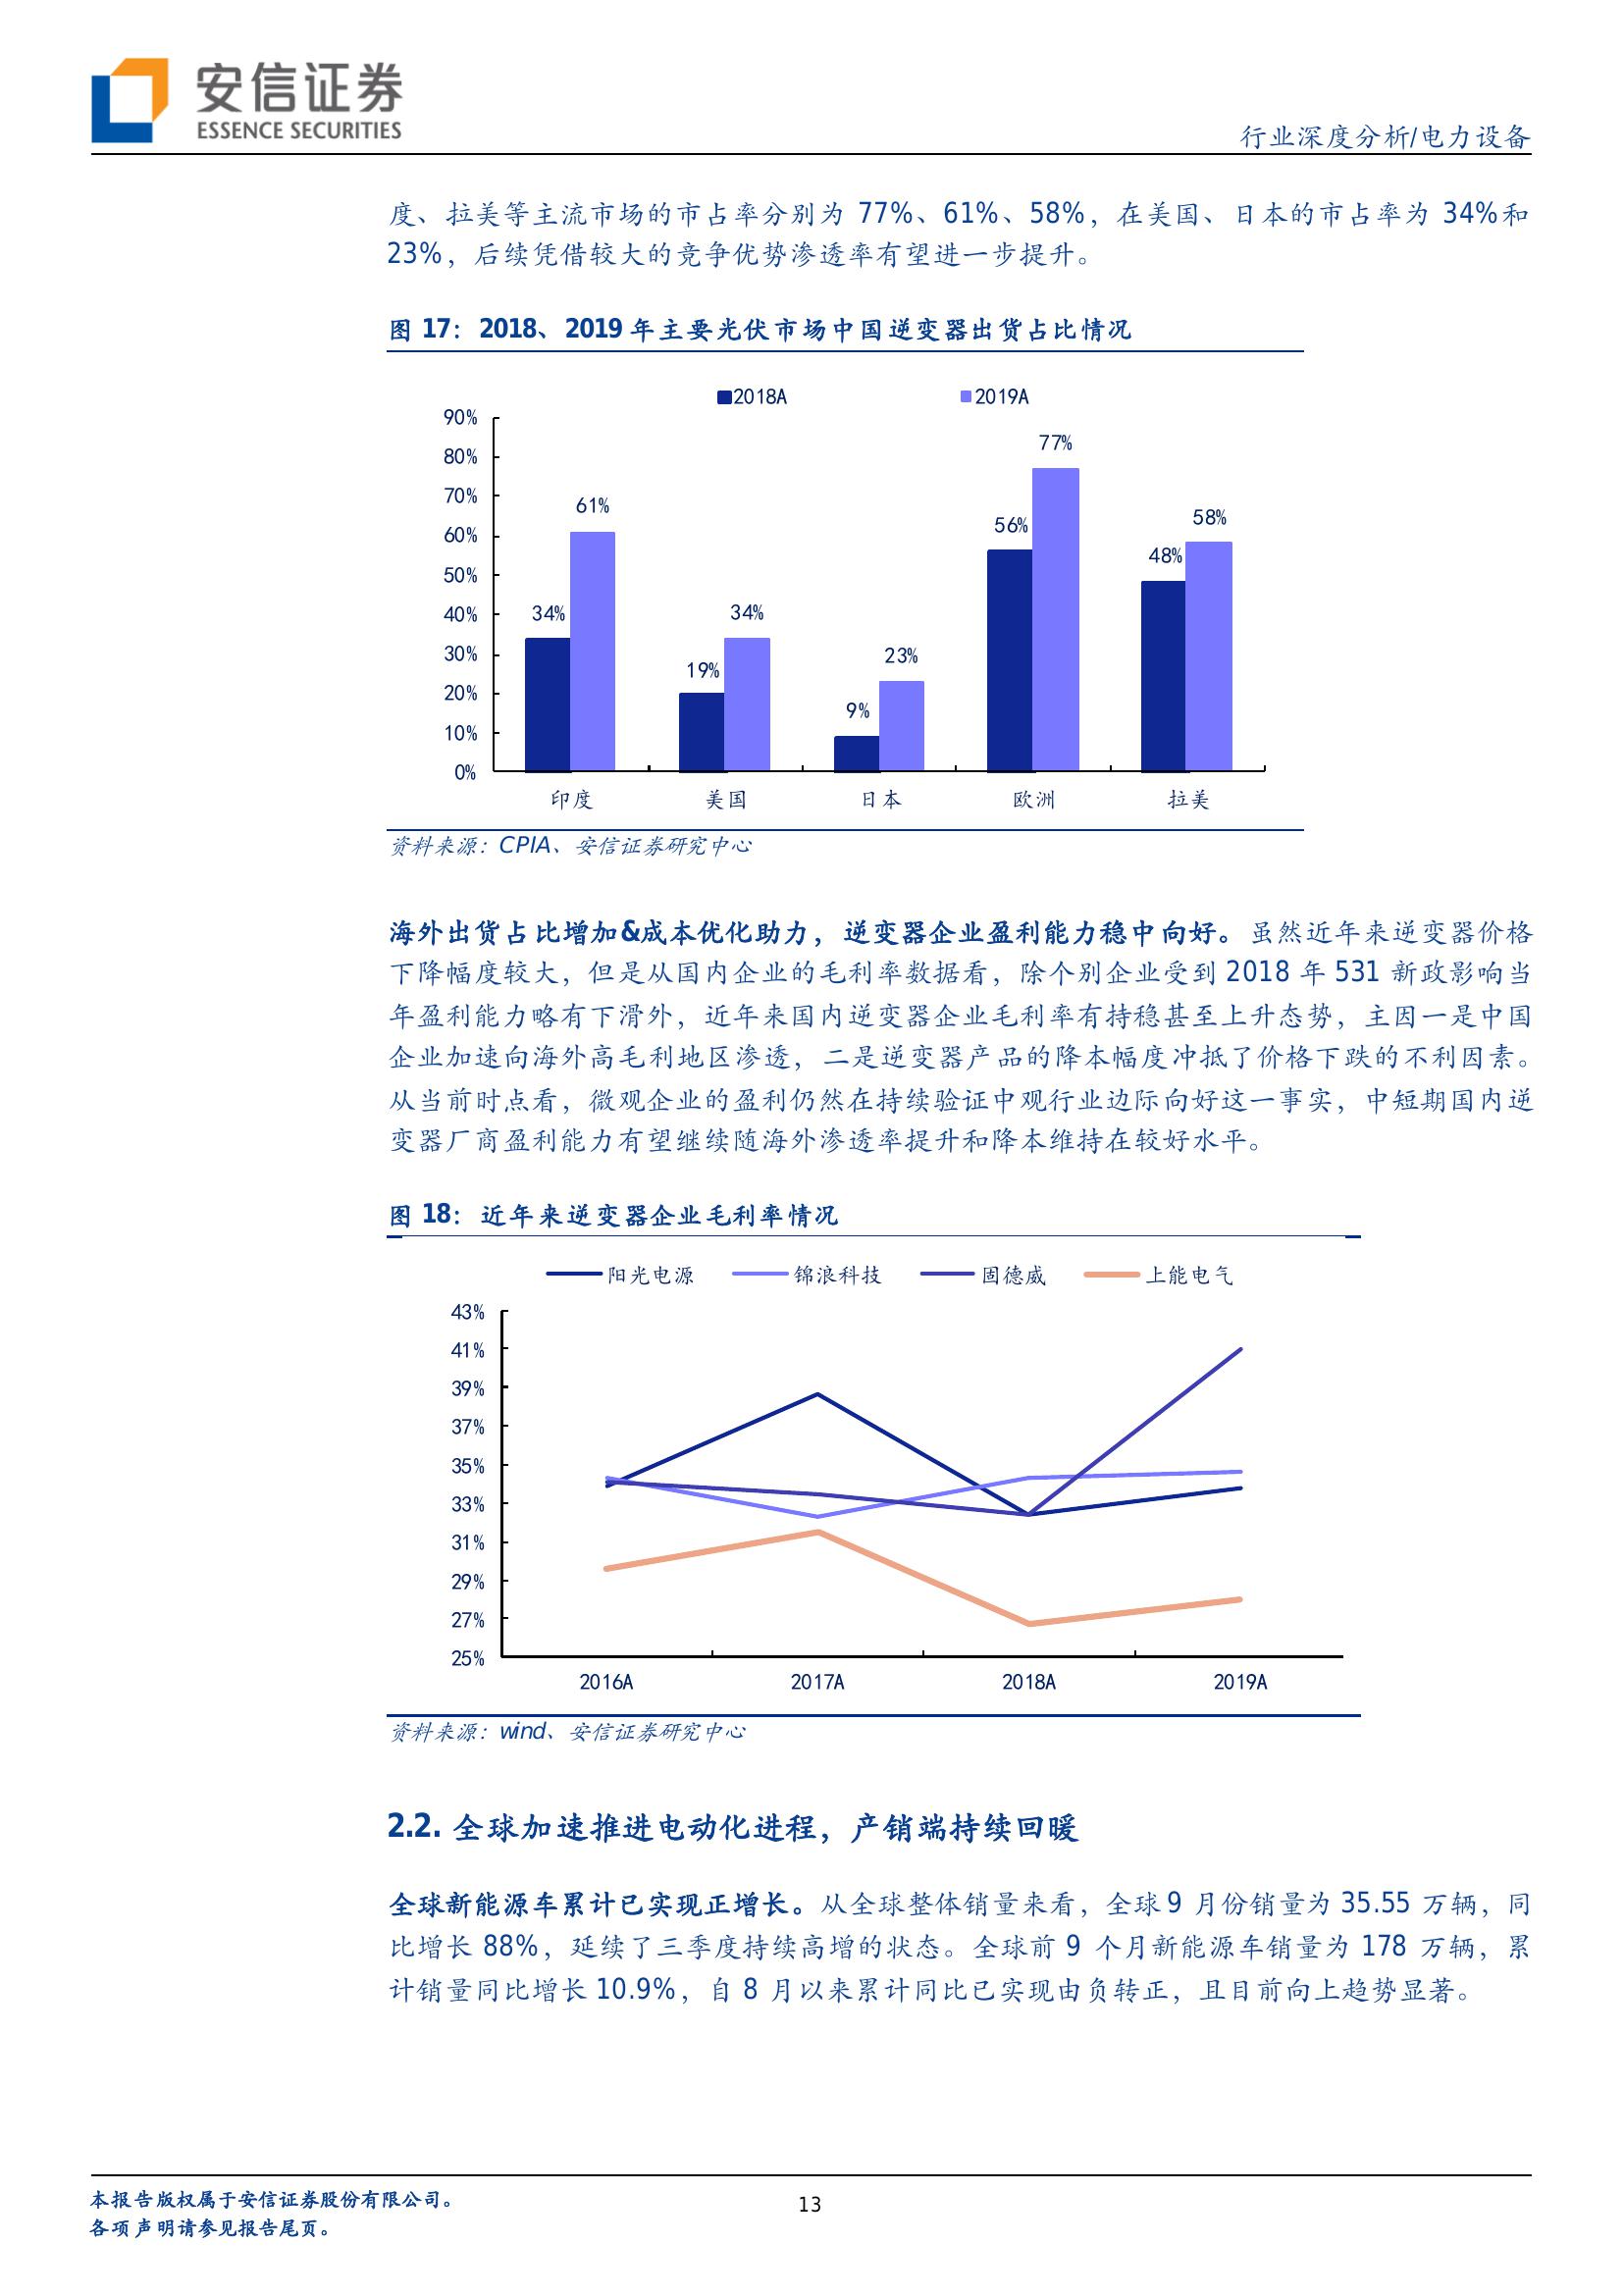 安信证券
ESSENCE SECURITIES
行业深度分析/电力设备
度、拉美等主流市场的市占率分别为 77%、61%、58%，在美国、日本的市占率为 34%和
23%，后续凭借较大的竞争优势渗透率有望进一步提升。
图 17：2018、2019 年主要光伏市场中国逆变器出货占比情况
2018A 2019A
90%
80%
70%
60%
50%
40%
30%
20%
10%
0%
34%
61%
19%
34%
9%
23%
56%
77%
48%
58%
印度 美国 日本 欧洲 拉美
资料来源：CPIA、安信证券研究中心
海外出货占比增加&成本优化助力，逆变器企业盈利能力稳中向好。虽然近年来逆变器价格
下降幅度较大，但是从国内企业的毛利率数据看，除个别企业受到 2018 年 531 新政影响当
年盈利能力略有下滑外，近年来国内逆变器企业毛利率有持稳甚至上升态势，主因一是中国
企业加速向海外高毛利地区渗透，二是逆变器产品的降本幅度冲抵了价格下跌的不利因素。
从当前时点看，微观企业的盈利仍然在持续验证中观行业边际向好这一事实，中短期国内逆
变器厂商盈利能力有望继续随海外渗透率提升和降本维持在较好水平。
图 18：近年来逆变器企业毛利率情况
阳光电源 锦浪科技 固德威 上能电气
43%
41%
39%
37%
35%
33%
31%
29%
27%
25%
2016A 2017A 2018A 2019A
资料来源：wind、安信证券研究中心
2.2. 全球加速推进电动化进程，产销端持续回暖
全球新能源车累计已实现正增长。从全球整体销量来看，全球 9 月份销量为 35.55 万辆，同
比增长 88%，延续了三季度持续高增的状态。全球前 9 个月新能源车销量为 178 万辆，累
计销量同比增长 10.9%，自 8 月以来累计同比已实现由负转正，且目前向上趋势显著。
本报告版权属于安信证券股份有限公司。
13
各项声明请参见报告尾页。